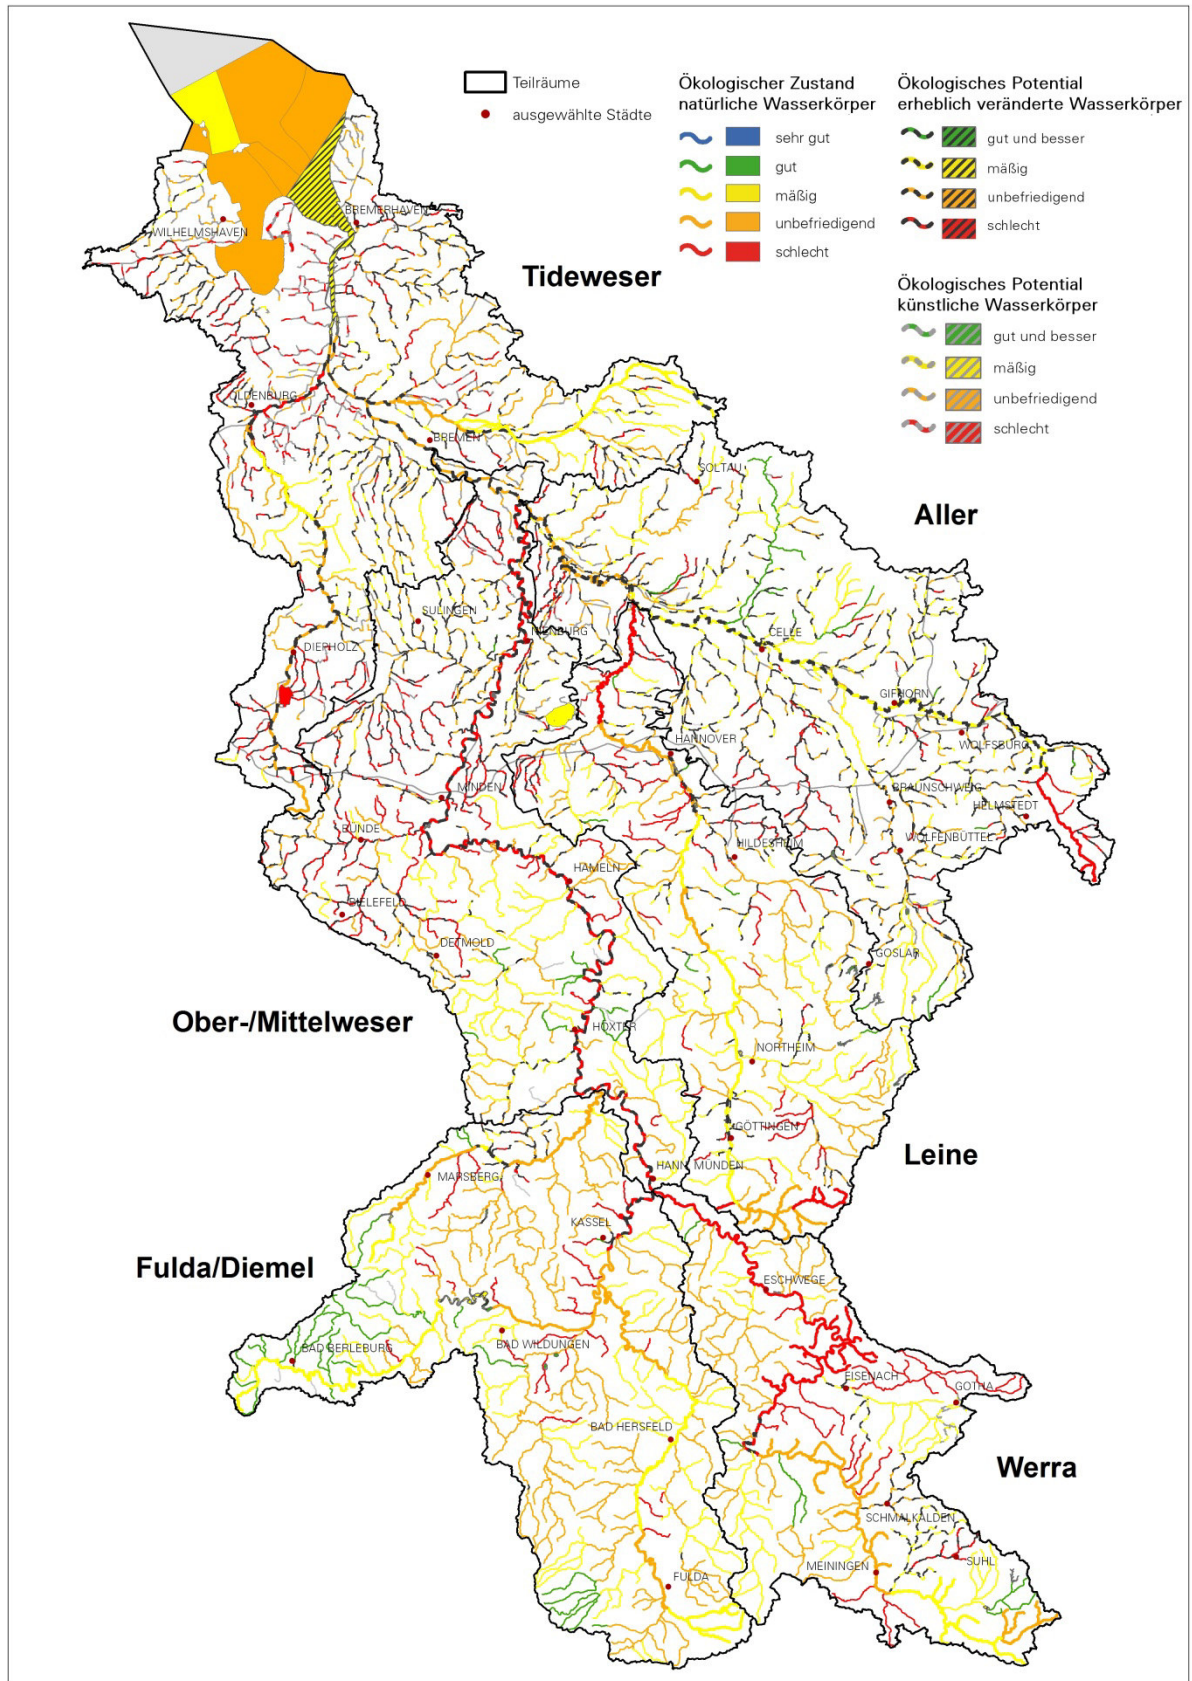 Teilräume
ausgewählte Städte
Ökologischer Zustand
natürliche Wasserkörper
sehr gut
gut
mäßig
unbefriedigend
schlecht
Ökologisches Potential
erheblich veränderte Wasserkörper
gut und besser
mäßig
unbefriedigend
schlecht
Ökologisches Potential
künstliche Wasserkörper
gut und besser
mäßig
unbefriedigend
schlecht
BREMERHAVEN
WILHELMSHAVEN
Tideweser
OLDENBURG
BREMEN
SOLTAU
Aller
SULINGEN
NIENBURG
CELLE
DIEPHOLZ
GIFHORN
HANNOVER
WOLFSBURG
MINDEN
BRAUNSCHWEIG
HELMSTEDT
BÜNDE
WOLFENBÜTTEL
HILDESHEIM
HAMELN
BIELEFELD
DETMOLD
GOSLAR
Ober-/Mittelweser
HÖXTER
NORTHEIM
GÖTTINGEN
Leine
HANN. MÜNDEN
MARSBERG
KASSEL
Fulda/Diemel
ESCHWEGE
BAD WILDUNGEN
BAD BERLEBURG
EISENACH
GOTHA
BAD HERSFELD
Werra
SCHMALKALDEN
SUHL
MEININGEN
FULDA